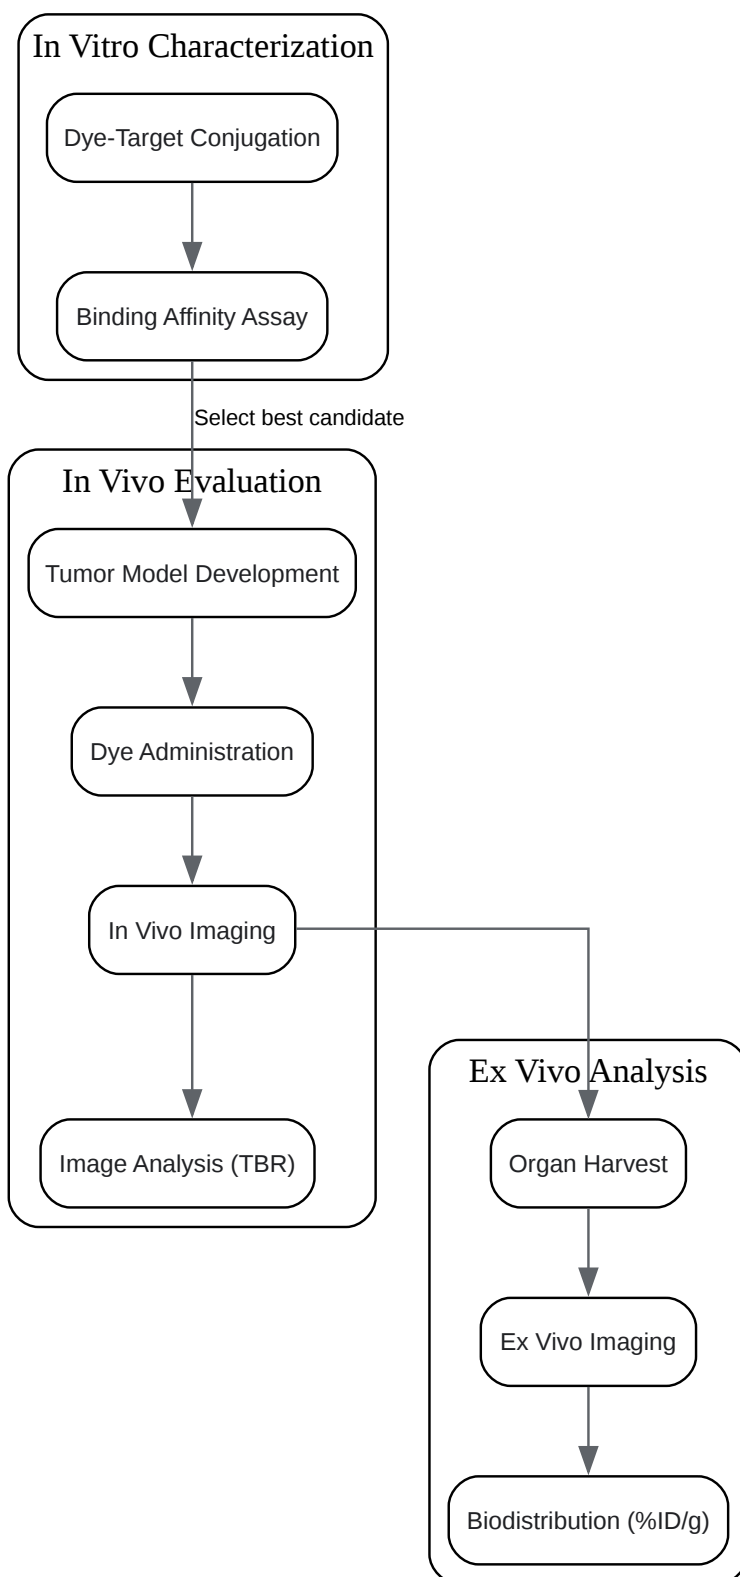 In Vitro Characterization
Dye-Target Conjugation
Binding Affinity Assay
Select best candidate
In Vivo Evaluation
Tumor Model Development
Dye Administration
In Vivo Imaging
Image Analysis (TBR)
Ex Vivo Analysis
Organ Harvest
Ex Vivo Imaging
Biodistribution (%ID/g)